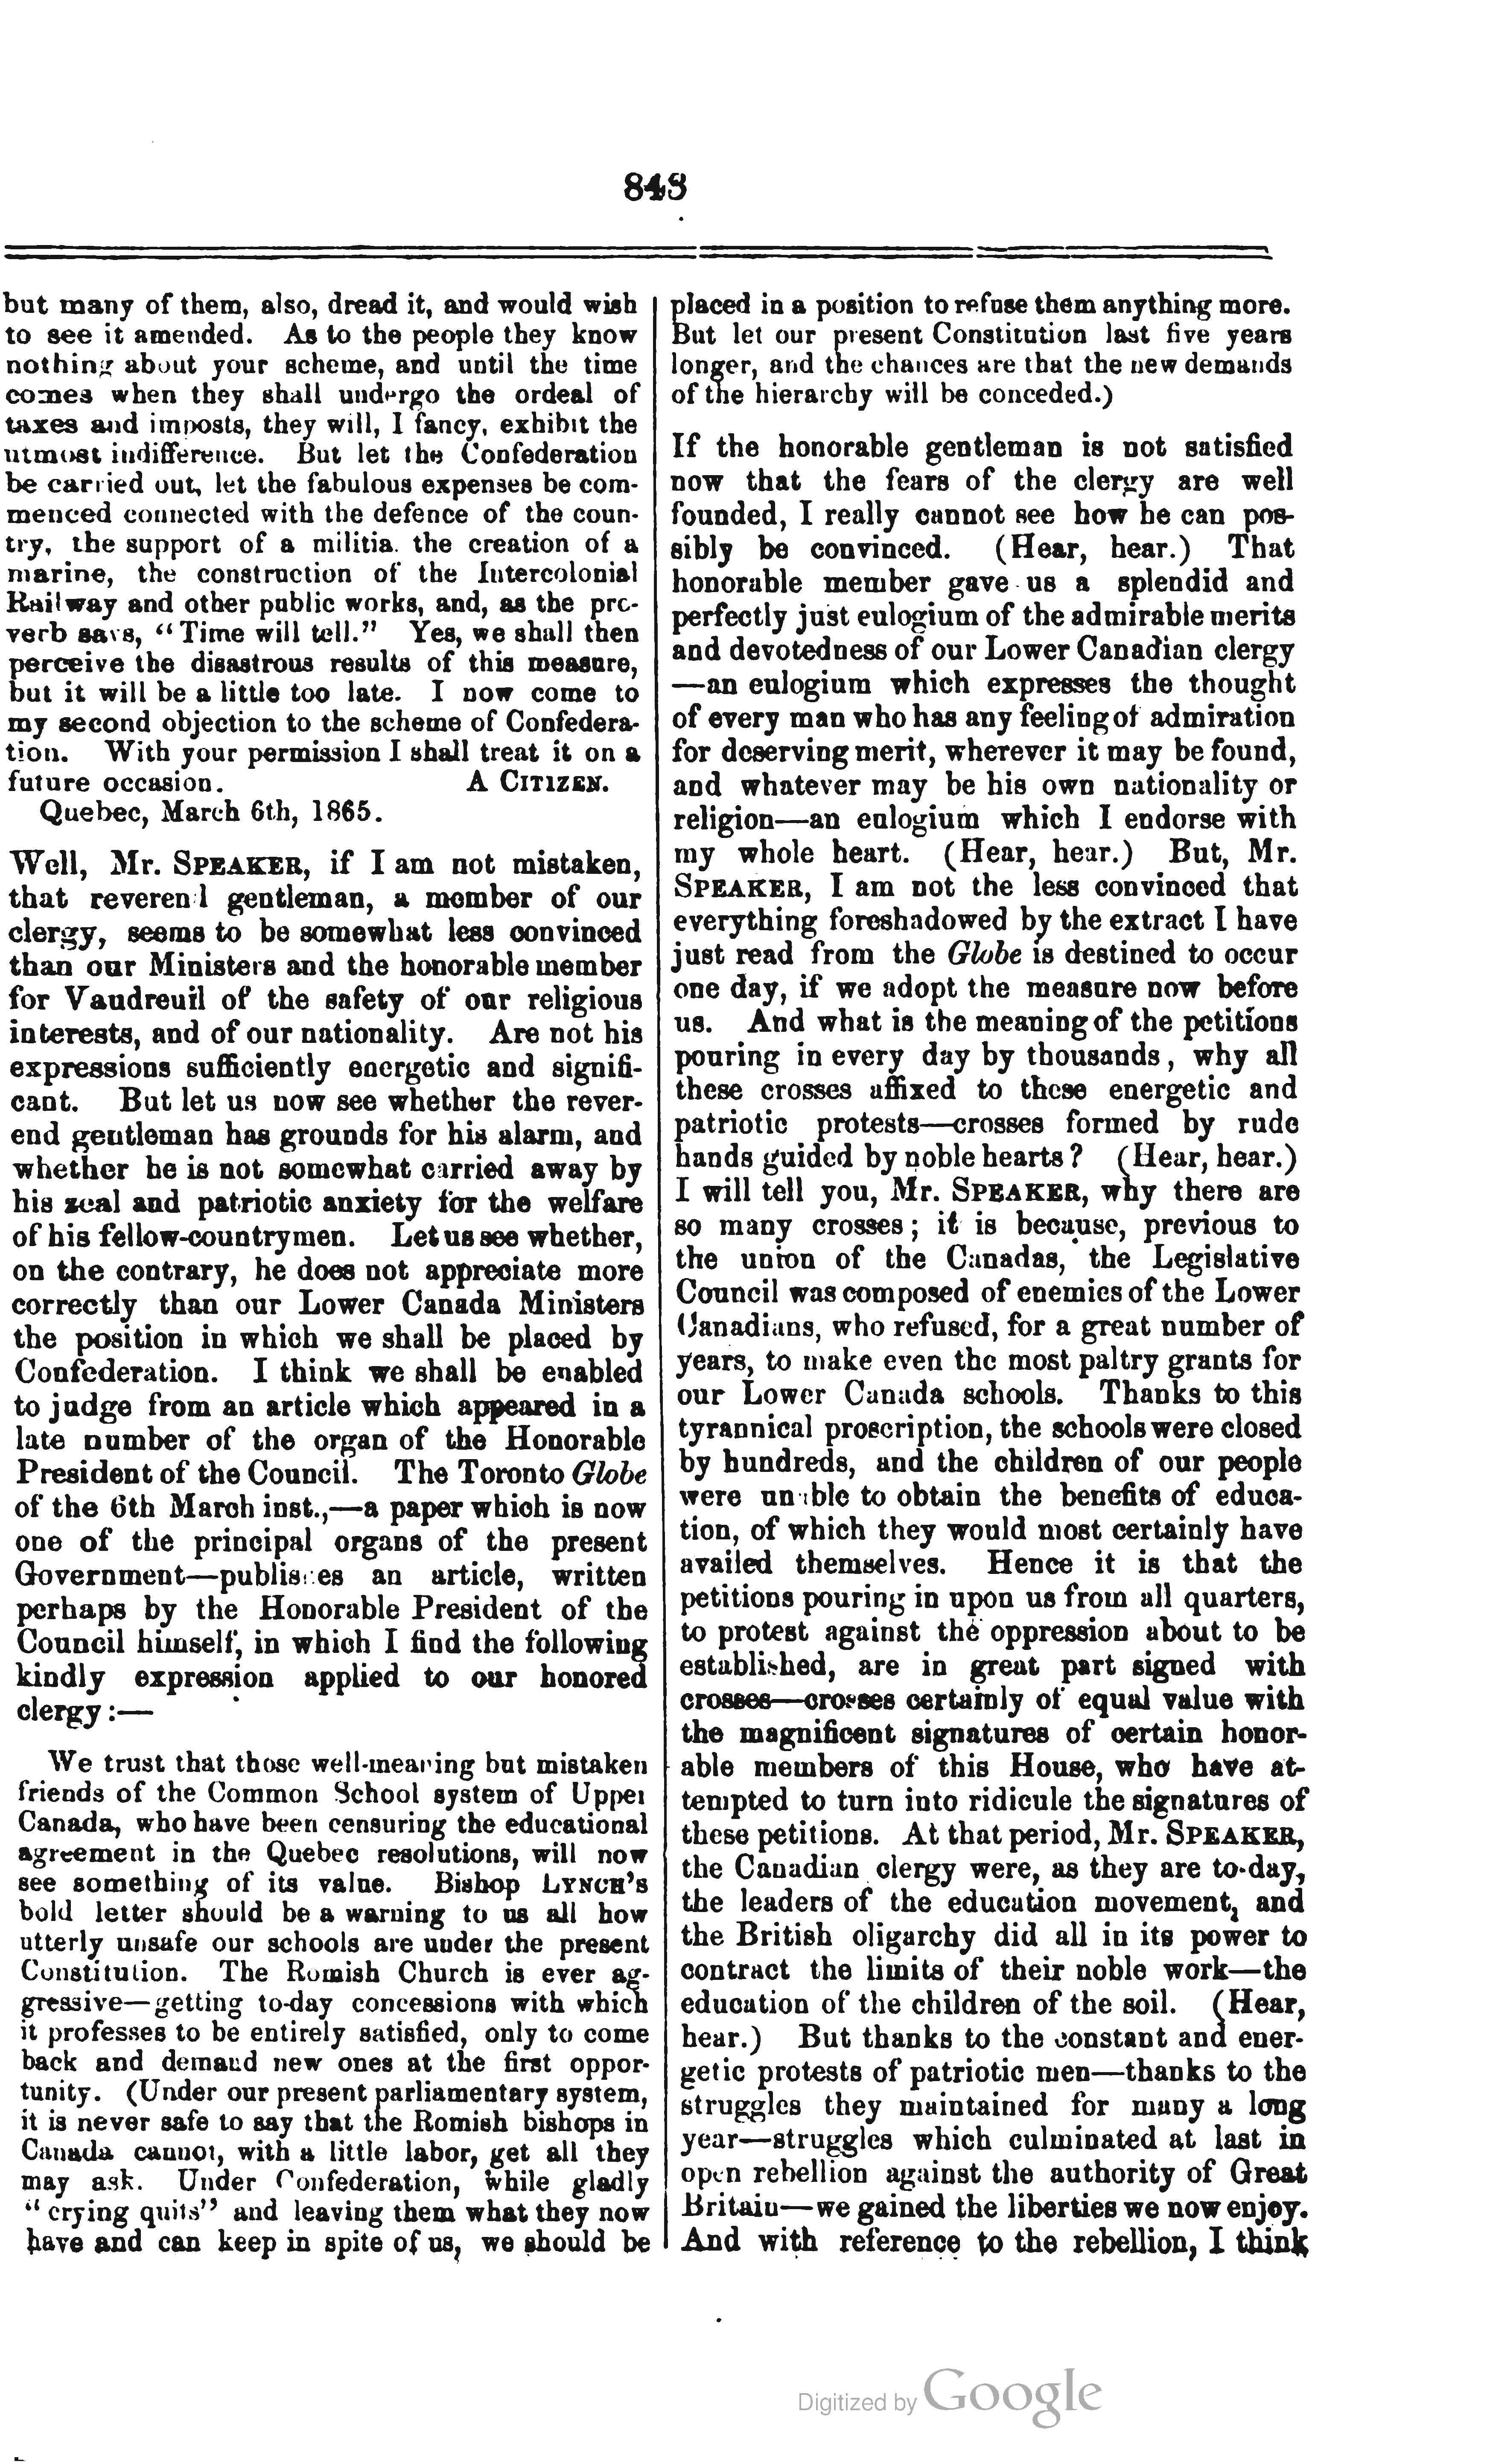 843
but many of them, also, dread it, and would wish
to see it amended. As to the people they know
nothing about your scheme, and until the time
comes when they shall undergo the ordeal of
taxes and imposts, they will, I fancy, exhibit the
utmost indifference. But let the Confederation
be carried out, let the fabulous expenses be com-
menced connected with the defence of the coun-
try, the support of a militia. the creation of a
marine, the construction of the Intercolonial
Railway and other public works, and, as the pro-
verb says, "Time will tell." Yes, we shall then
perceive the disastrous results of this measure,
but it will be a little too late. I now come to
my second objection to the scheme of Confedera-
tion. With your permission I shall treat it on a
future occasion. A CITIZEN.
Quebec, March 6th, 1865.
Well, Mr. SPEAKER, if I am not mistaken,
that reverend gentleman, a member of our
clergy, seems to be somewhat less convinced
than our Ministers and the honorable member
for Vaudreuil of the safety of our religious
interests, and of our nationality. Are not his
expressions sufficiently energetic and signifi-
cant. But let us now see whether the rever-
end gentleman has grounds for his alarm, and
whether he is not somewhat carried away by
his zeal and patriotic anxiety for the welfare
of his fellow-countrymen. Let us see whether,
on the contrary, he does not appreciate more
correctly than our Lower Canada Ministers
the position in which we shall be placed by
Confederation. I think we shall be enabled
to judge from an article which appeared in a
late number of the organ of the Honorable
President of the Council. The Toronto Globe
of the 6th March inst.,—a paper which is now
one of the principal organs of the present
Government—publishes an article, written
perhaps by the Honorable President of the
Council himself, in which I find the following
kindly expression applied to our honored
clergy:—
We trust that those well-meaning but mistaken
friends of the Common School system of Upper
Canada, who have been censuring the educational
agreement in the Quebec resolutions, will now
see something of its value. Bishop LYNCH'S
bold letter should be a warning to us all how
utterly unsafe our schools are under the present
Constitution. The Romish Church is ever ag-
gressive—getting to-day concessions with which
it professes to be entirely satisfied, only to come
back and demand new ones at the first oppor-
tunity. (Under our present parliamentary system,
it is never safe to say that the Romish bishops in
Canada cannot, with a little labor, get all they
may ask. Under Confederation, while gladly
"crying quits" and leaving them what they now
have and can keep in spite of us, we should be
placed in a position to refuse them anything more.
But let our present Constitution last five years
longer, and the chances are that the new demands
of the hierarchy will be conceded.)
If the honorable gentleman is not satisfied
now that the fears of the clergy are well
founded, I really cannot see how he can pos-
sibly be convinced. (Hear, hear.) That
honorable member gave us a splendid and
perfectly just eulogium of the admirable merits
and devotedness of our Lower Canadian clergy
—an eulogium which expresses the thought
of every man who has any feeling of admiration
for deserving merit, wherever it may be found,
and whatever may be his own nationality or
religion—an eulogium which I endorse with
my whole heart. (Hear, hear.) But, Mr.
SPEAKER, I am not the less convinced that
everything foreshadowed by the extract I have
just read from the Globe is destined to occur
one day, if we adopt the measure now before
us. And what is the meaning of the petitions
pouring in every day by thousands, why all
these crosses affixed to these energetic and
patriotic protests—crosses formed by rude
hands guided by noble hearts? (Hear, hear.)
I will tell you, Mr. SPEAKER, why there are
so many crosses; it is because, previous to
the union of the Canadas, the Legislative
Council was composed of enemies of the Lower
Canadians, who refused, for a great number of
years, to make even the most paltry grants for
our Lower Canada schools. Thanks to this
tyrannical proscription, the schools were closed
by hundreds, and the children of our people
were unable to obtain the benefits of educa-
tion, of which they would most certainly have
availed themselves. Hence it is that the
petitions pouring in upon us from all quarters,
to protest against the oppression about to be
established, are in great part signed with
crosses—crosses certainly of equal value with
the magnificent signatures of certain honor-
able members of this House, who have at-
tempted to turn into ridicule the signatures of
these petitions. At that period, Mr. SPEAKER,
the Canadian clergy were, as they are to-day,
the leaders of the education movement, and
the British oligarchy did all in its power to
contract the limits of their noble work—the
education of the children of the soil. (Hear,
hear.) But thanks to the constant and ener-
getic protests of patriotic men—thanks to the
struggles they maintained for many a long
year—struggles which culminated at last in
open rebellion against the authority of Great
Britain—we gained the liberties we now enjoy.
And with reference to the rebellion, I think
Digitized by Google